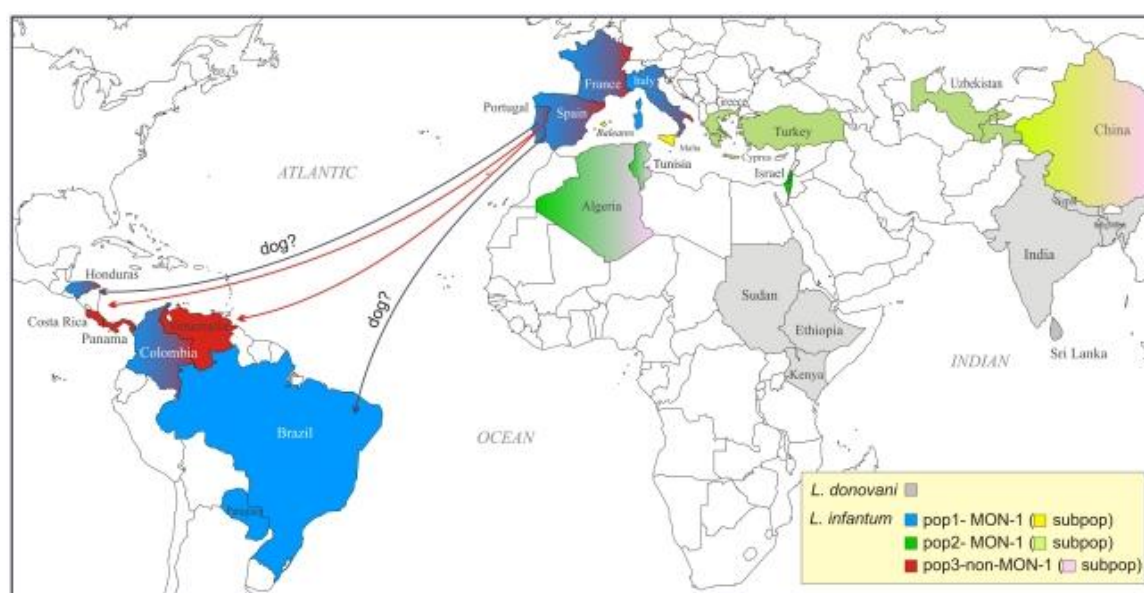 Uzbekistan
France
Italy
China
Portugal
Spain
Greece
Turkey
Baleares
Malta
Cyprus
Tunisia
Israel
ATLANTIC
Algeria
Nepal
dog?
India
Honduras
Sudan
Costa Rica
Venezuela
dog?
Ethiopia
Panama
Colombia
Sri Lanka
INDIAN
Kenya
Brazil
OCEAN
L. donovani
L. infantum
pop1- MON-1 ( subpop)
pop2- MON-1 ( subpop)
pop3-non-MON-1 ( subpop)